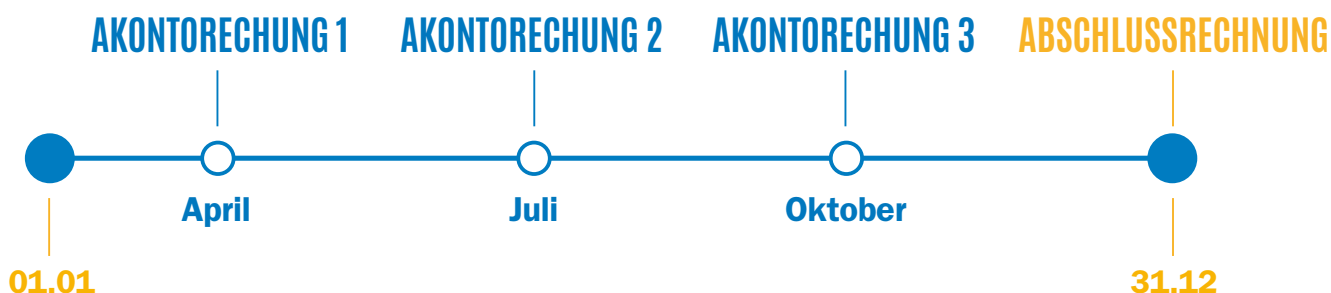 AKONTORECHUNG 1 AKONTORECHUNG 2 AKONTORECHUNG 3 ABSCHLUSSRECHNUNG
April Juli Oktober
01.01 31.12